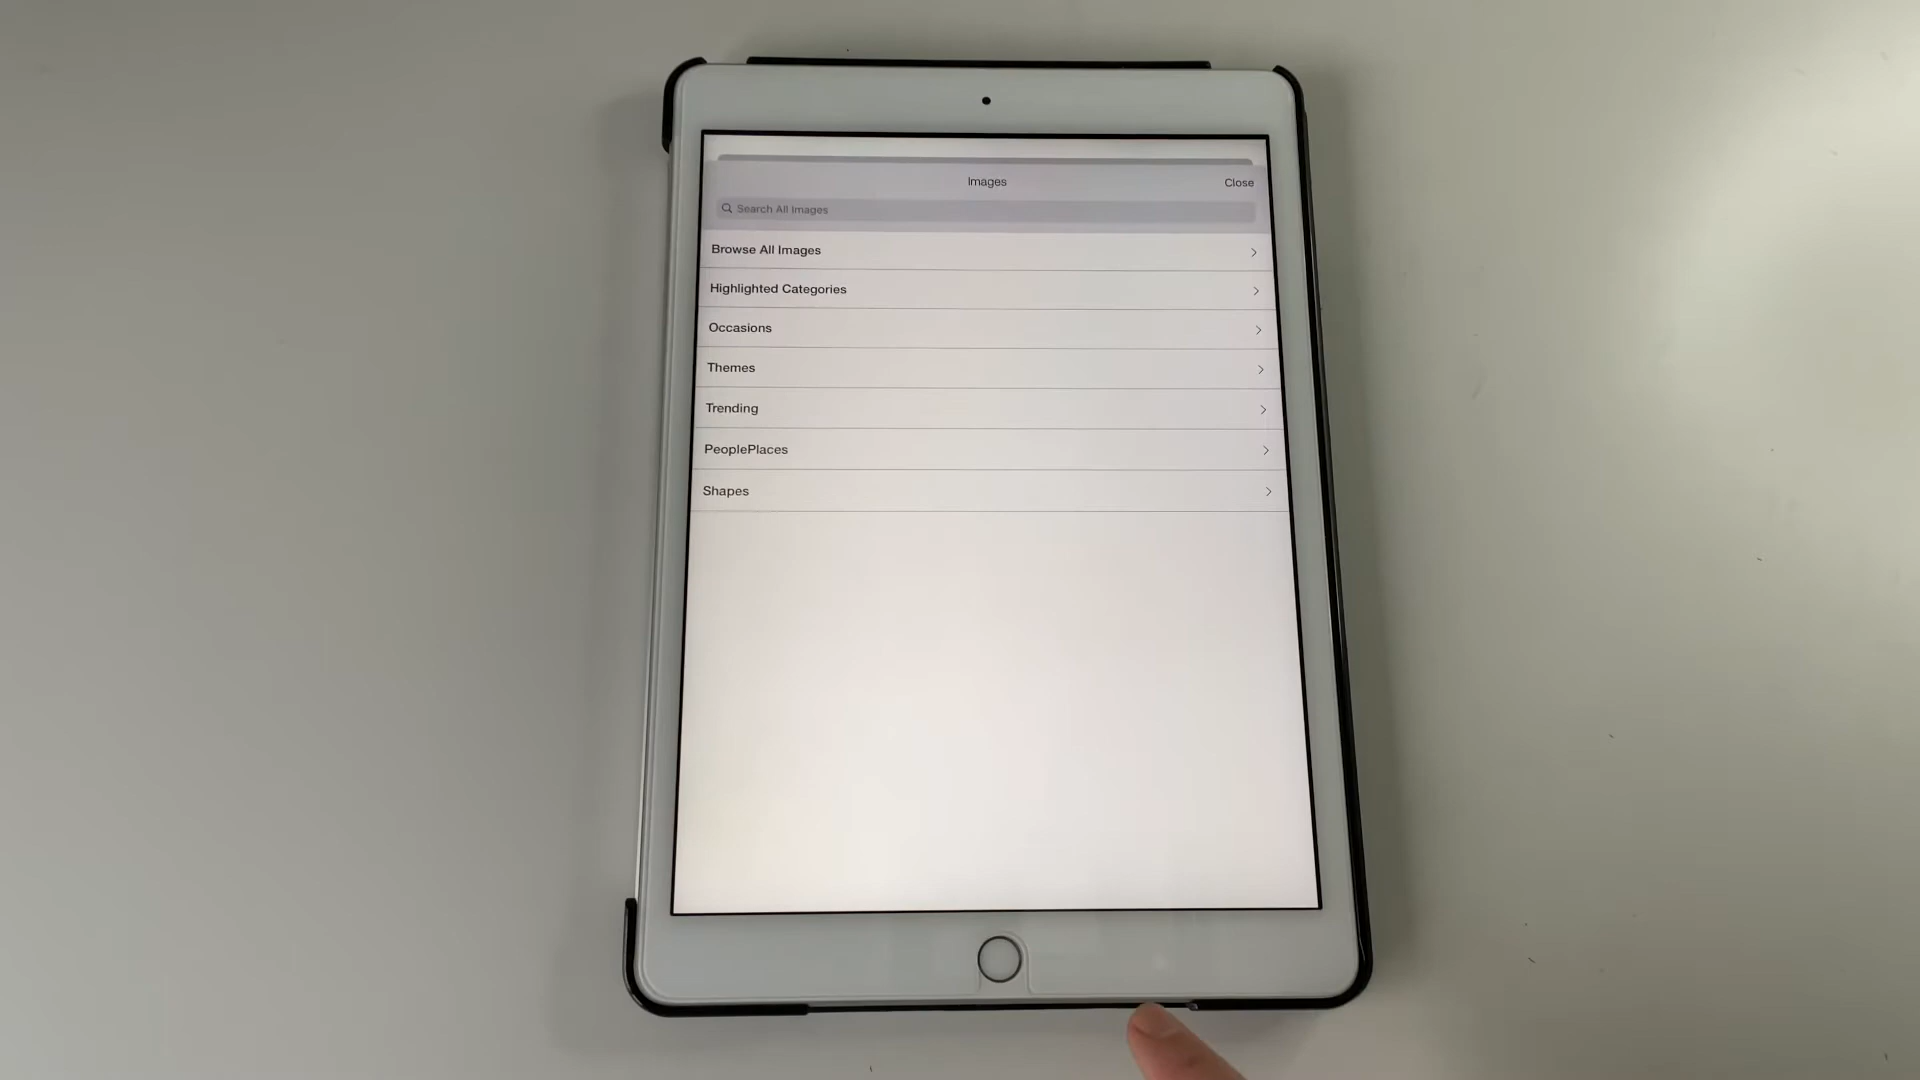 Images
Close
Search All Images
Browse All Images
Highlighted Categories
Occasions
Themes
Trending
PeoplePlaces
Shapes